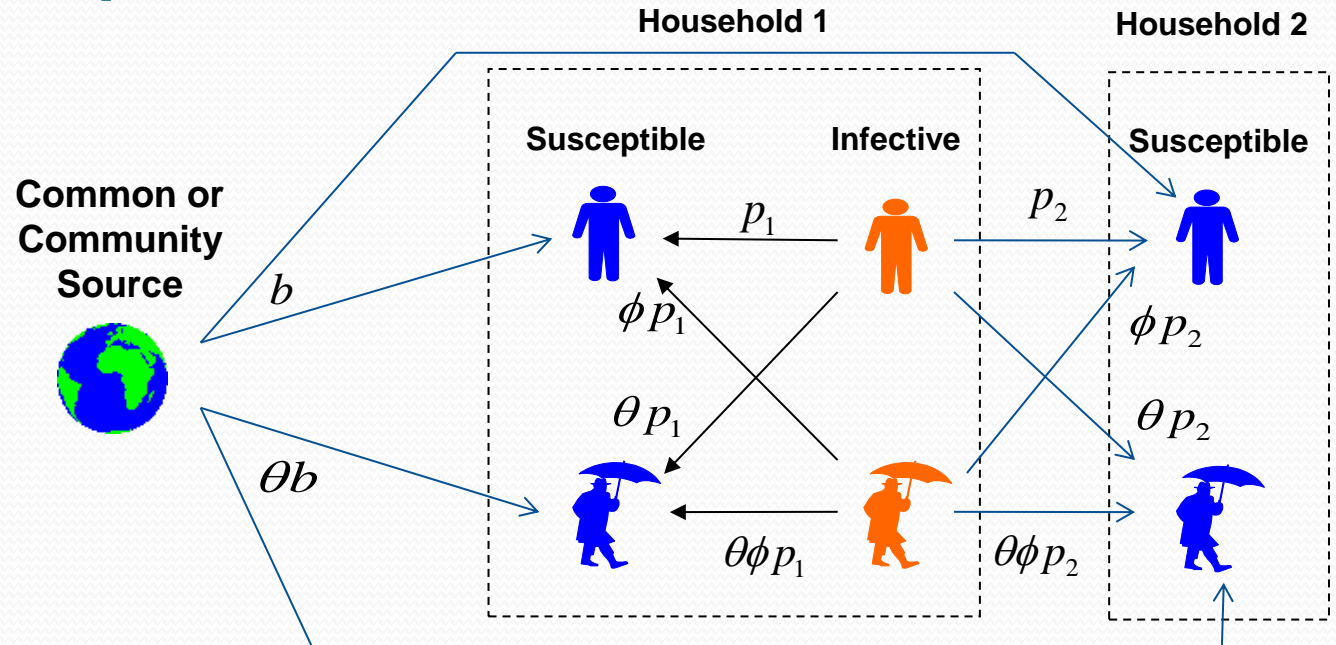 Household 1
Household 2
Susceptible
Infective
Susceptible
Common or
Community
Source
p₁
p₂
b
ϕp₁
ϕp₂
θp₁
θp₂
θb
θϕp₁
θϕp₂